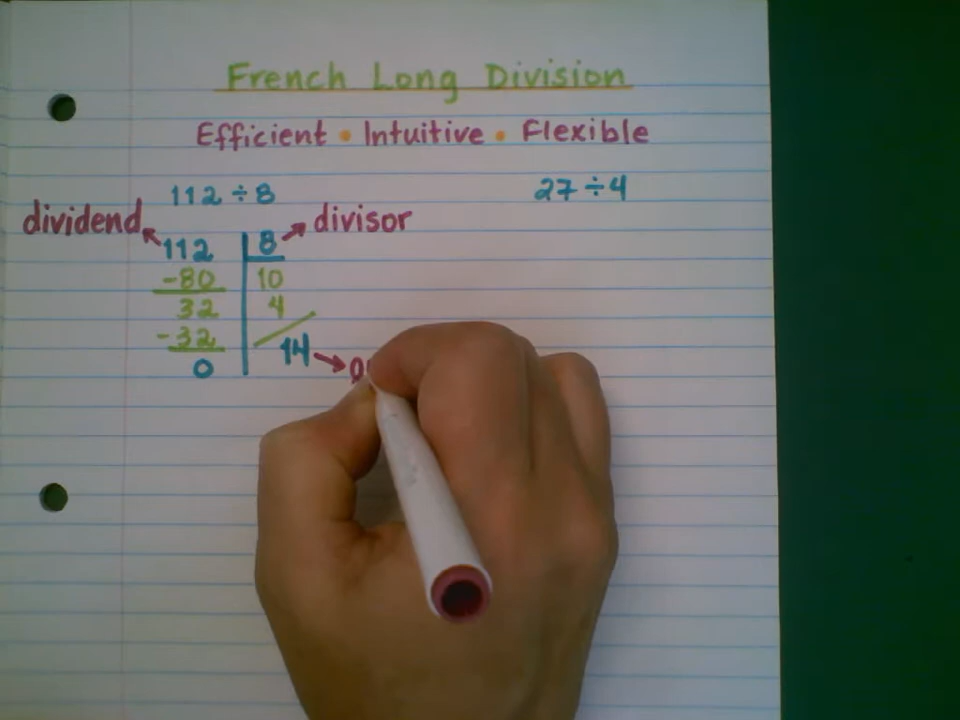 French Long Division
Efficient • Intuitive • Flexible
112 ÷ 8
27 ÷ 4
dividend
divisor
112 8
-80 10
32 4
-32 14
0